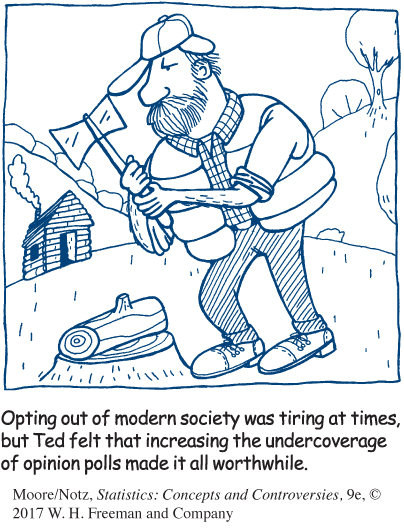 Opting out of modern society was tiring at times,
but Ted felt that increasing the undercoverage
of opinion polls made it all worthwhile.
Moore/Notz, Statistics: Concepts and Controversies, 9e, ©
2017 W. H. Freeman and Company